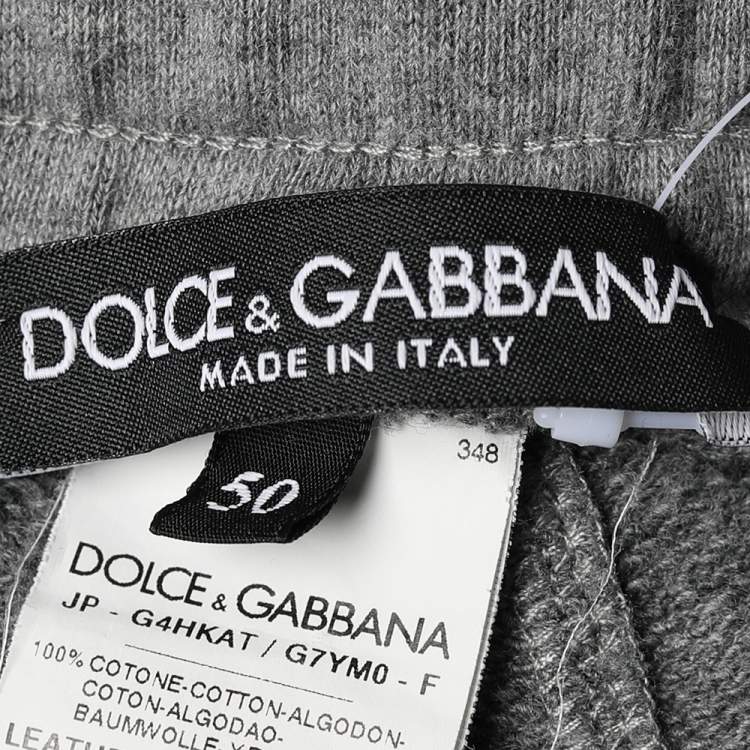 DOLCE & GABBANA
MADE IN ITALY
50
348
DOLCE & GABBANA
JP - G4HKAT / G7YM0 - F
100% COTONE-COTTON-ALGODON-
COTON-ALGODAO-
BAUMWOLLE-
LEATHER